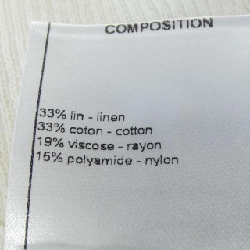 COMPOSITION
33% lin - linen
33% coton - cotton
19% viscose - rayon
15% polyamide - nylon